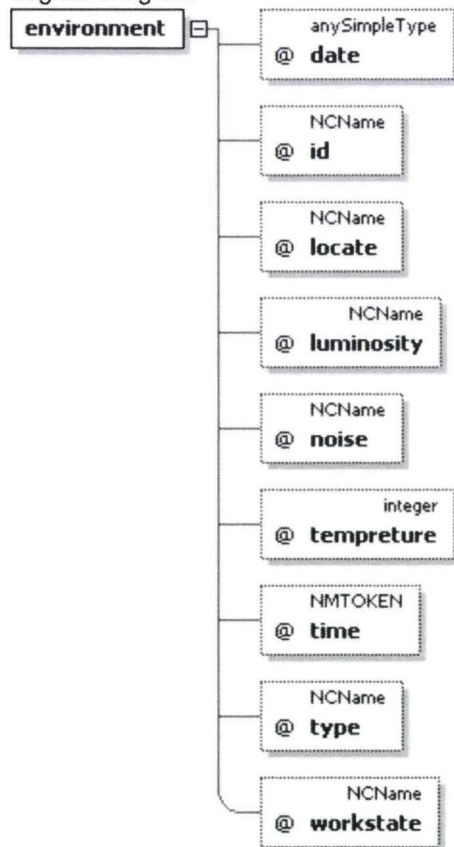 environment
anySimpleType
@ date
NCName
@ id
NCName
@ locate
NCName
@ luminosity
NCName
@ noise
integer
@ tempreture
NMTOKEN
@ time
NCName
@ type
NCName
@ workstate